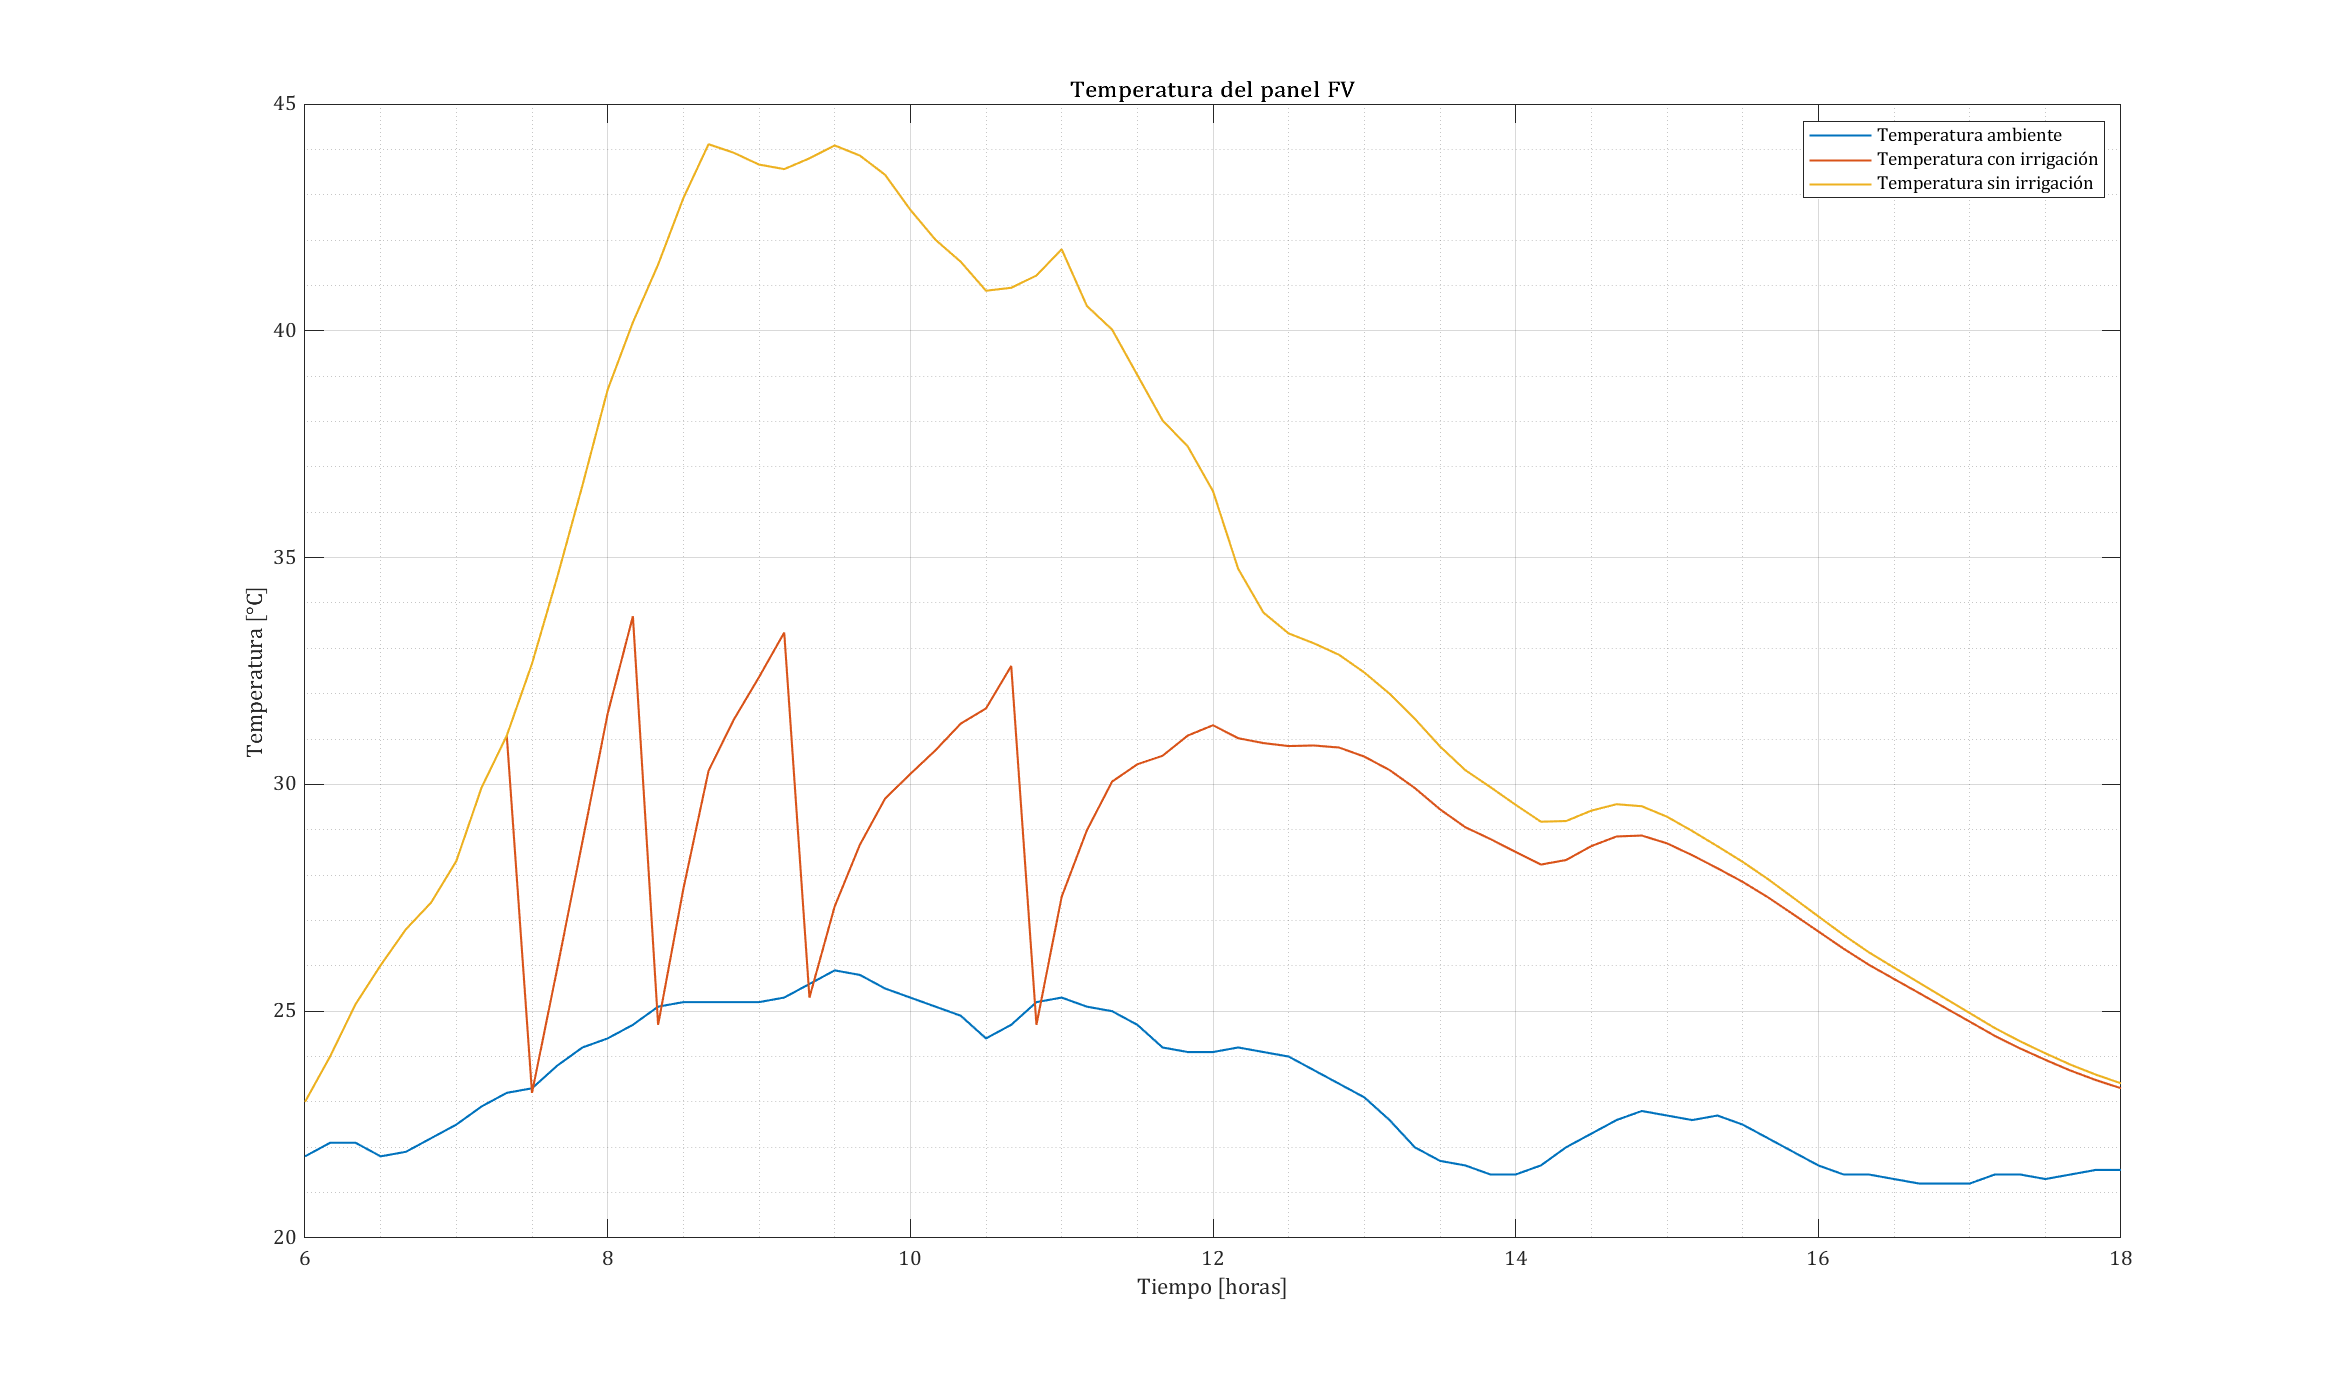 Temperatura del panel FV
45
40
35
30
25
20
Temperatura [°C]
Temperatura ambiente
Temperatura con irrigación
Temperatura sin irrigación
6 8 10 12 14 16 18
Tiempo [horas]